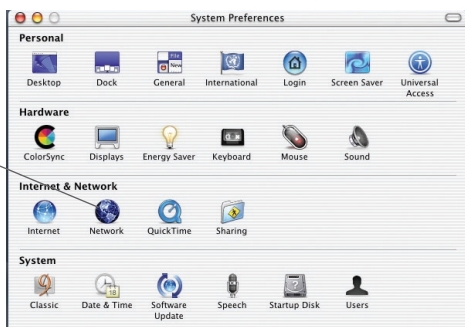 System Preferences
Personal
Desktop Dock General International Login Screen Saver Universal Access
Hardware
ColorSync Displays Energy Saver Keyboard Mouse Sound
Internet & Network
Internet Network QuickTime Sharing
System
Classic Date & Time Software Update Speech Startup Disk Users